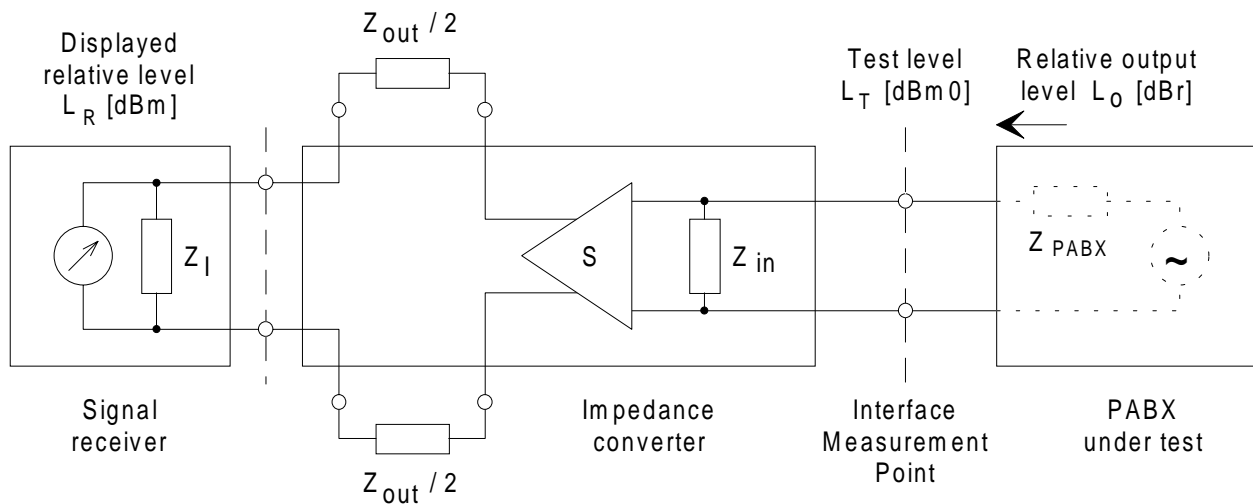 Z out / 2
Displayed
relative level
L R [dBm]
Test level
L T [dBm0]
Relative output
level L o [dBr]
Z I
S
Z in
Z PABX
~
Signal
receiver
Impedance
converter
Interface
Measurement
Point
PABX
under test
Z out / 2